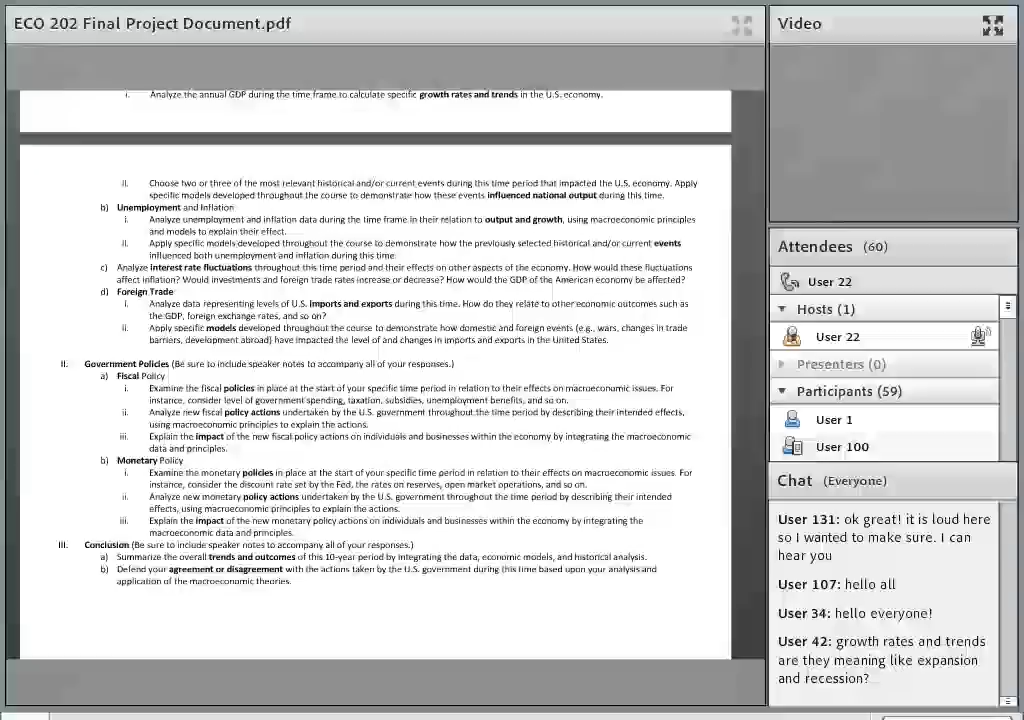 ECO 202 Final Project Document.pdf
i. Analyze the annual GDP during the time frame to calculate specific growth rates and trends in the U.S. economy.
ii. Choose two or three of the most relevant historical and/or current events during this time period that impacted the U.S. economy. Apply
specific models developed throughout the course to demonstrate how these events influenced national output during this time.
b) Unemployment and Inflation
i. Analyze unemployment and inflation data during the time frame in their relation to output and growth, using macroeconomic principles
and models to explain their effect.
ii. Apply specific models developed throughout the course to demonstrate how the previously selected historical and/or current events
influenced both unemployment and inflation during this time.
c) Analyze interest rate fluctuations throughout this time period and their effects on other aspects of the economy. How would these fluctuations
affect inflation? Would investments and foreign trade rates increase or decrease? How would the GDP of the American economy be affected?
d) Foreign Trade
i. Analyze data representing levels of U.S. imports and exports during this time. How do they relate to other economic outcomes such as
the GDP, foreign exchange rates, and so on?
ii. Apply specific models developed throughout the course to demonstrate how domestic and foreign events (e.g., wars, changes in trade
barriers, development abroad) have impacted the level of and changes in imports and exports in the United States.
II. Government Policies (Be sure to include speaker notes to accompany all of your responses.)
a) Fiscal Policy
i. Examine the fiscal policies in place at the start of your specific time period in relation to their effects on macroeconomic issues. For
instance, consider level of government spending, taxation, subsidies, unemployment benefits, and so on.
ii. Analyze new fiscal policy actions undertaken by the U.S. government throughout the time period by describing their intended effects,
using macroeconomic principles to explain the actions.
iii. Explain the impact of the new fiscal policy actions on individuals and businesses within the economy by integrating the macroeconomic
data and principles.
b) Monetary Policy
i. Examine the monetary policies in place at the start of your specific time period in relation to their effects on macroeconomic issues. For
instance, consider the discount rate set by the Fed, the rates on reserves, open market operations, and so on.
ii. Analyze new monetary policy actions undertaken by the U.S. government throughout the time period by describing their intended
effects, using macroeconomic principles to explain the actions.
iii. Explain the impact of the new monetary policy actions on individuals and businesses within the economy by integrating the
macroeconomic data and principles.
III. Conclusion (Be sure to include speaker notes to accompany all of your responses.)
a) Summarize the overall trends and outcomes of this 10-year period by integrating the data, economic models, and historical analysis.
b) Defend your agreement or disagreement with the actions taken by the U.S. government during this time based upon your analysis and
application of the macroeconomic theories.
Video
Attendees (60)
User 22
Hosts (1)
User 22
Presenters (0)
Participants (59)
User 1
User 100
Chat (Everyone)
User 131: ok great! it is loud here
so I wanted to make sure. I can
hear you
User 107: hello all
User 34: hello everyone!
User 42: growth rates and trends
are they meaning like expansion
and recession?